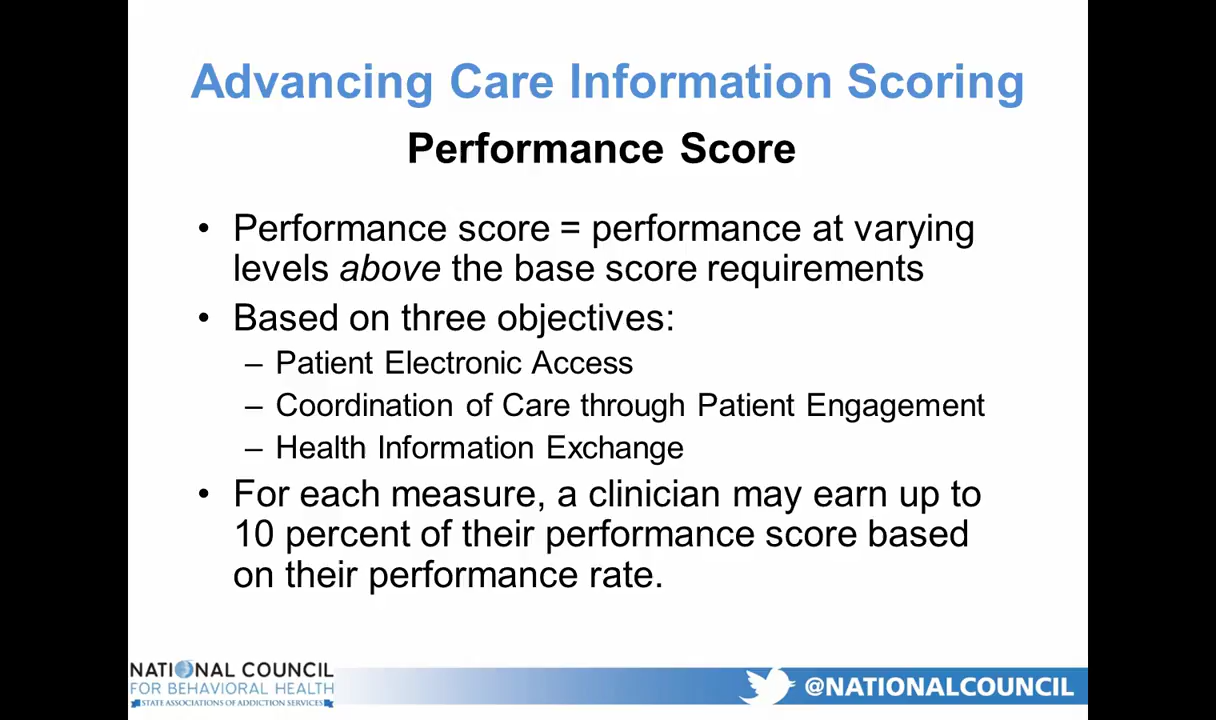 Advancing Care Information Scoring
Performance Score
• Performance score = performance at varying
levels above the base score requirements
• Based on three objectives:
– Patient Electronic Access
– Coordination of Care through Patient Engagement
– Health Information Exchange
• For each measure, a clinician may earn up to
10 percent of their performance score based
on their performance rate.
NATIONAL COUNCIL
FOR BEHAVIORAL HEALTH
STATE ASSOCIATIONS OF ADDICTION SERVICES
@NATIONALCOUNCIL